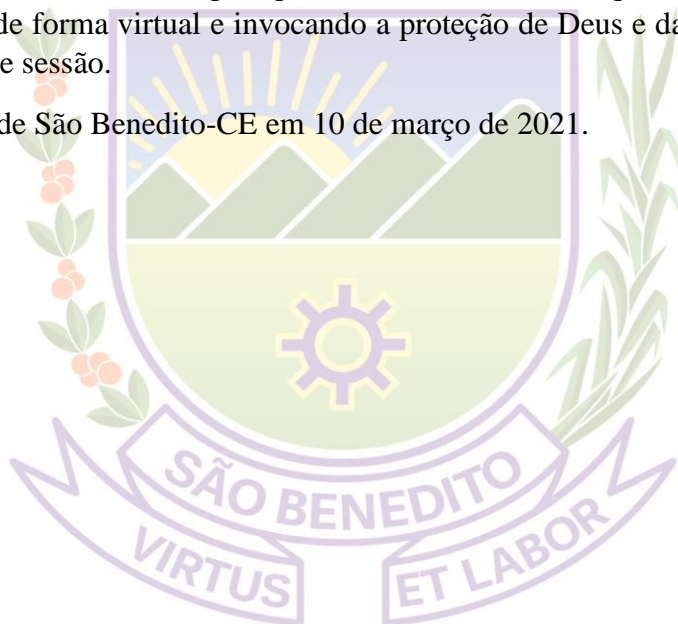 de forma virtual e invocando a proteção de Deus e da
e sessão.
de São Benedito-CE em 10 de março de 2021.
SÃO BENEDITO
VIRTUS ET LABOR